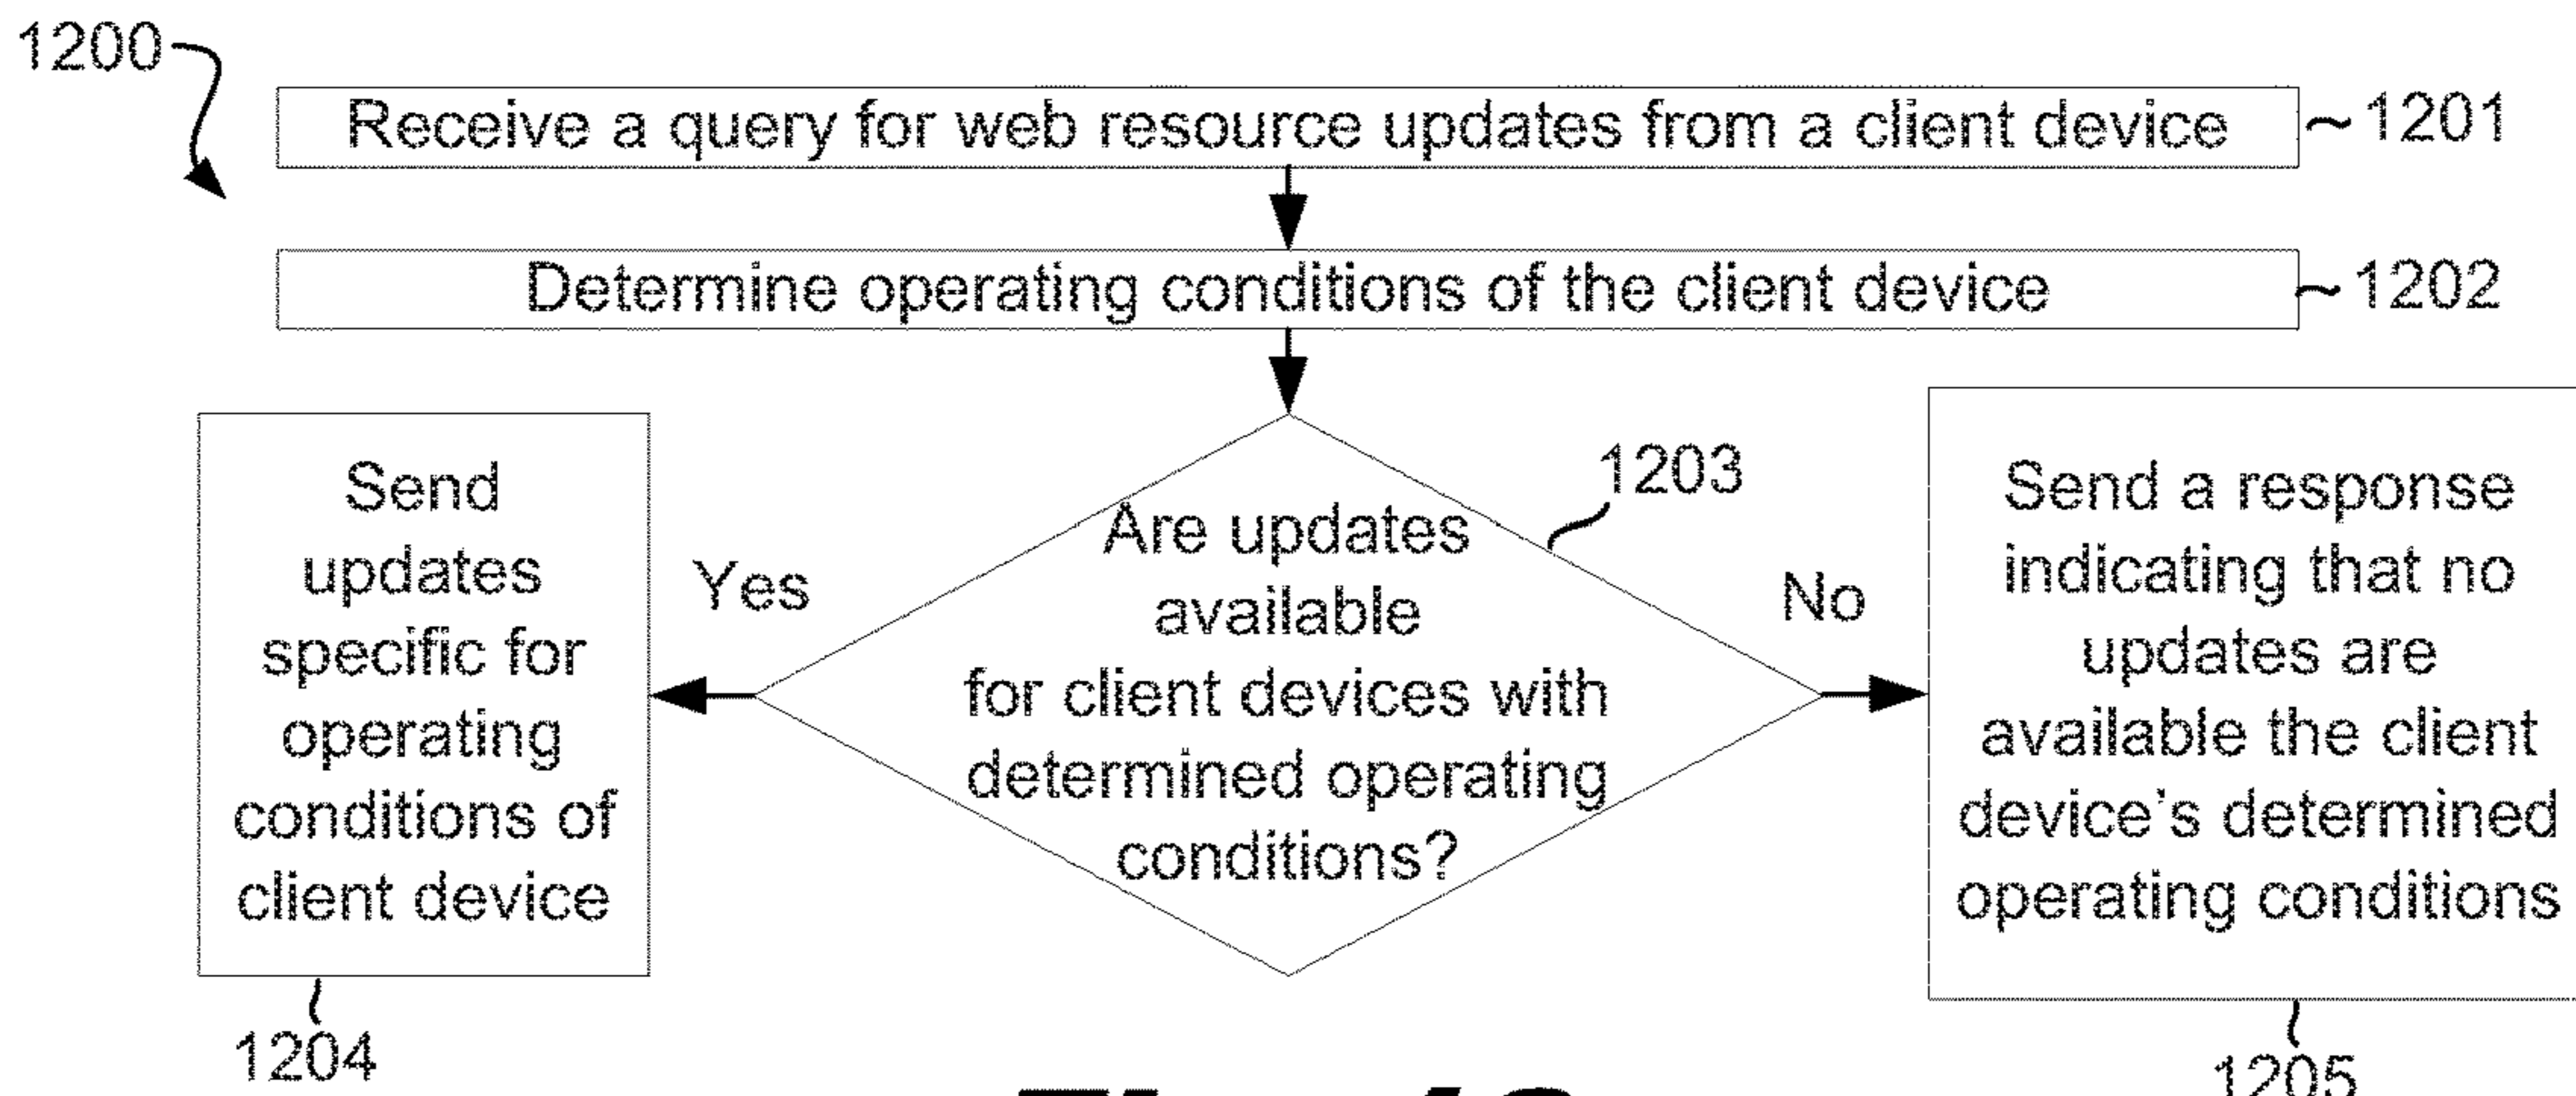 1200
Receive a query for web resource updates from a client device
1201
Determine operating conditions of the client device
1202
Send
updates
specific for
operating
conditions of
client device
1204
Yes
Are updates
available
for client devices with
determined operating
conditions?
1203
No
Send a response
indicating that no
updates are
available the client
device's determined
operating conditions
1205